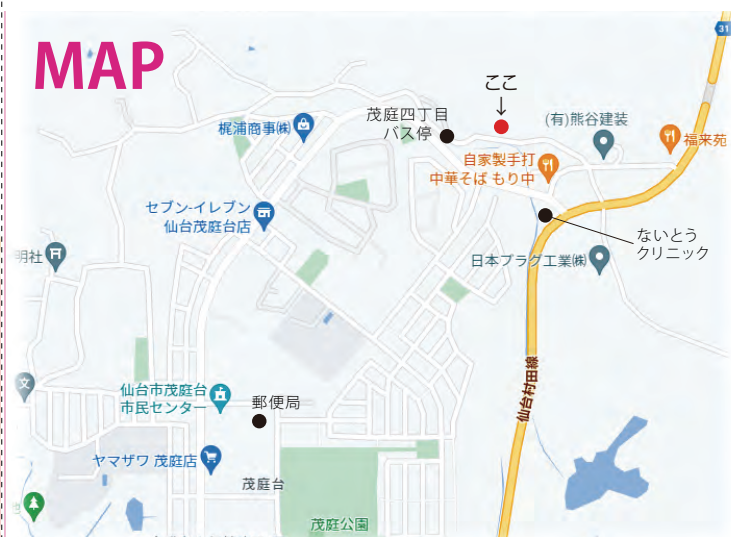 MAP
31
ここ
↓
茂庭四丁目
バス停
(有)熊谷建装
梶浦商事㈱
福来苑
自家製手打
中華そば もり中
セブン-イレブン
仙台茂庭台店
ないとう
クリニック
明社
日本プラグ工業㈱
仙台村田線
文
仙台市茂庭台
市民センター
郵便局
ヤマザワ 茂庭店
茂庭台
茂庭公園